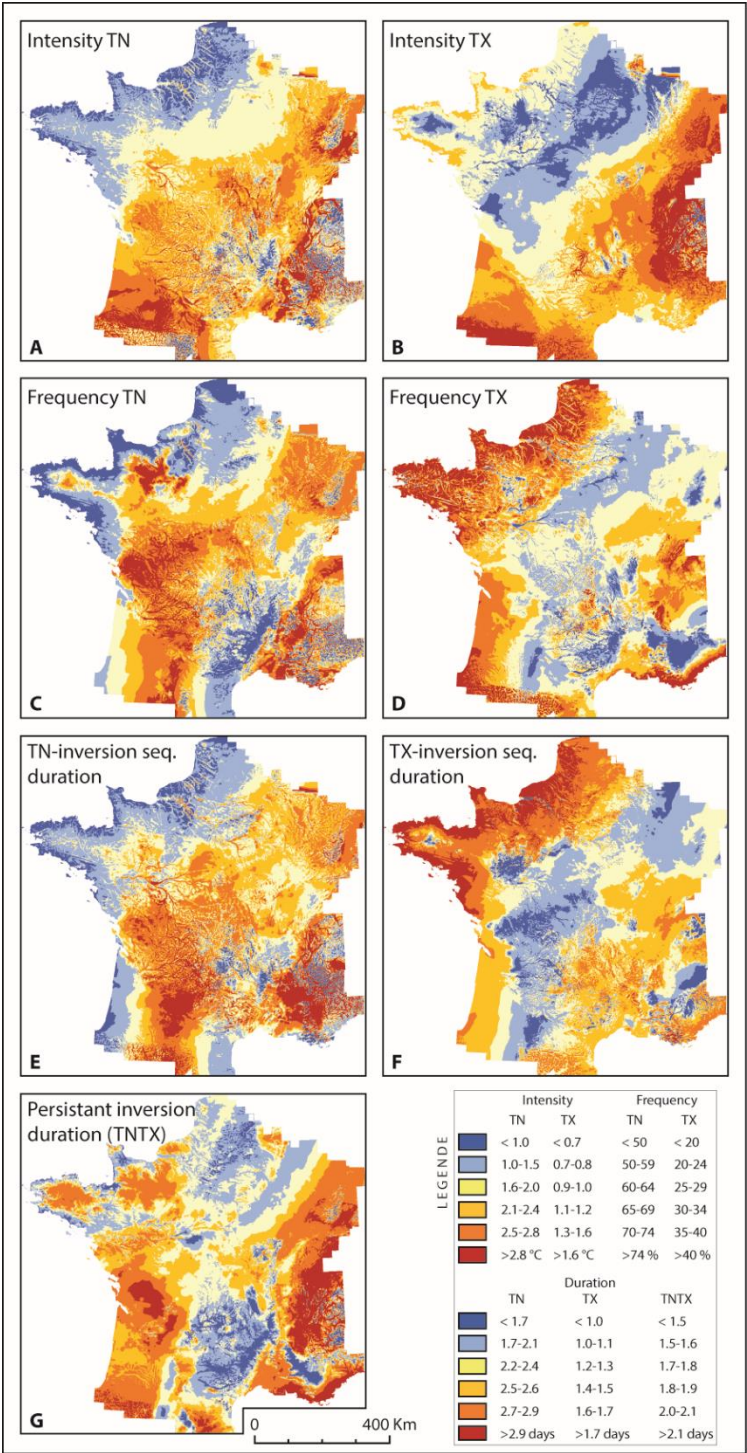 Intensity TN
A
Intensity TX
B
Frequency TN
C
Frequency TX
D
TN-inversion seq.
duration
E
TX-inversion seq.
duration
F
Persistant inversion
duration (TNTX)
G
0 400 Km
LEGENDE
Intensity Frequency
TN TX TN TX
< 1.0 < 0.7 < 50 < 20
1.0-1.5 0.7-0.8 50-59 20-24
1.6-2.0 0.9-1.0 60-64 25-29
2.1-2.4 1.1-1.2 65-69 30-34
2.5-2.8 1.3-1.6 70-74 35-40
>2.8 °C >1.6 °C >74 % >40 %
Duration
TN TX TNTX
< 1.7 < 1.0 < 1.5
1.7-2.1 1.0-1.1 1.5-1.6
2.2-2.4 1.2-1.3 1.7-1.8
2.5-2.6 1.4-1.5 1.8-1.9
2.7-2.9 1.6-1.7 2.0-2.1
>2.9 days >1.7 days >2.1 days